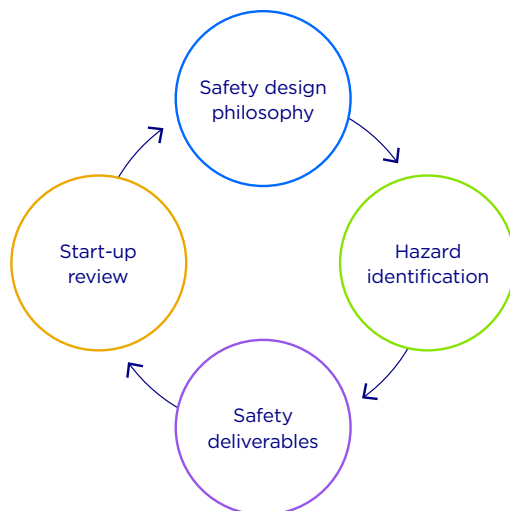 Safety design
philosophy
Hazard
identification
Safety
deliverables
Start-up
review